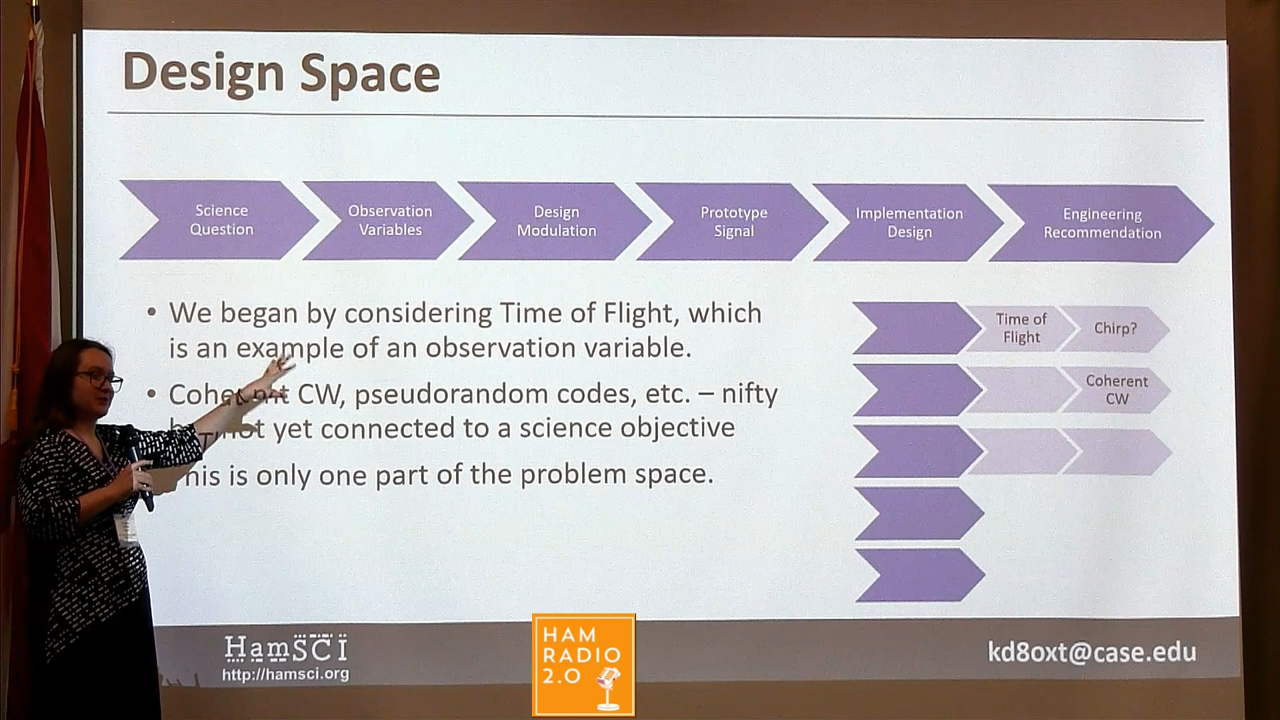 Design Space
Science
Question
Observation
Variables
Design
Modulation
Prototype
Signal
Implementation
Design
Engineering
Recommendation
• We began by considering Time of Flight, which
is an example of an observation variable.
• Coherent CW, pseudorandom codes, etc. – nifty
but not yet connected to a science objective
This is only one part of the problem space.
Time of
Flight
Chirp?
Coherent
CW
HamSCI
http://hamsci.org
HAM
RADIO
2.0
kd8oxt@case.edu